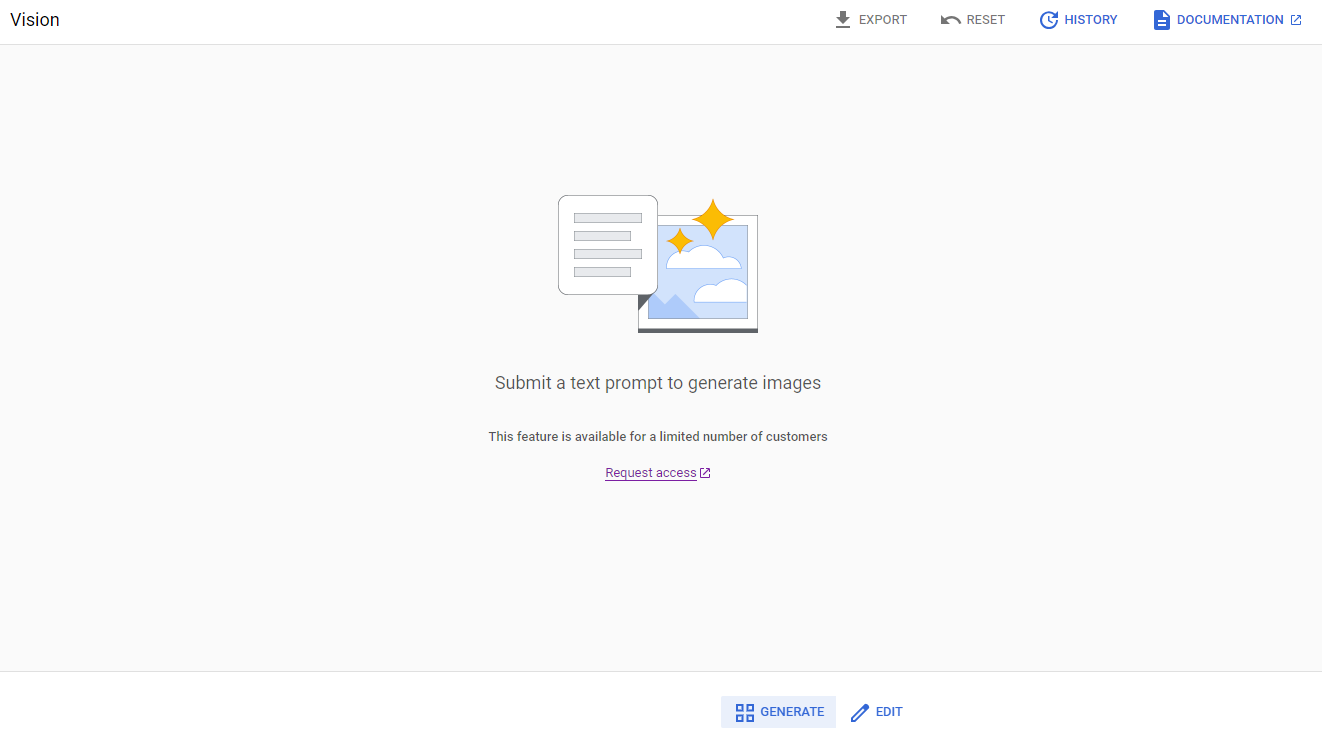 Vision
EXPORT
RESET
HISTORY
DOCUMENTATION
Submit a text prompt to generate images
This feature is available for a limited number of customers
Request access
GENERATE
EDIT